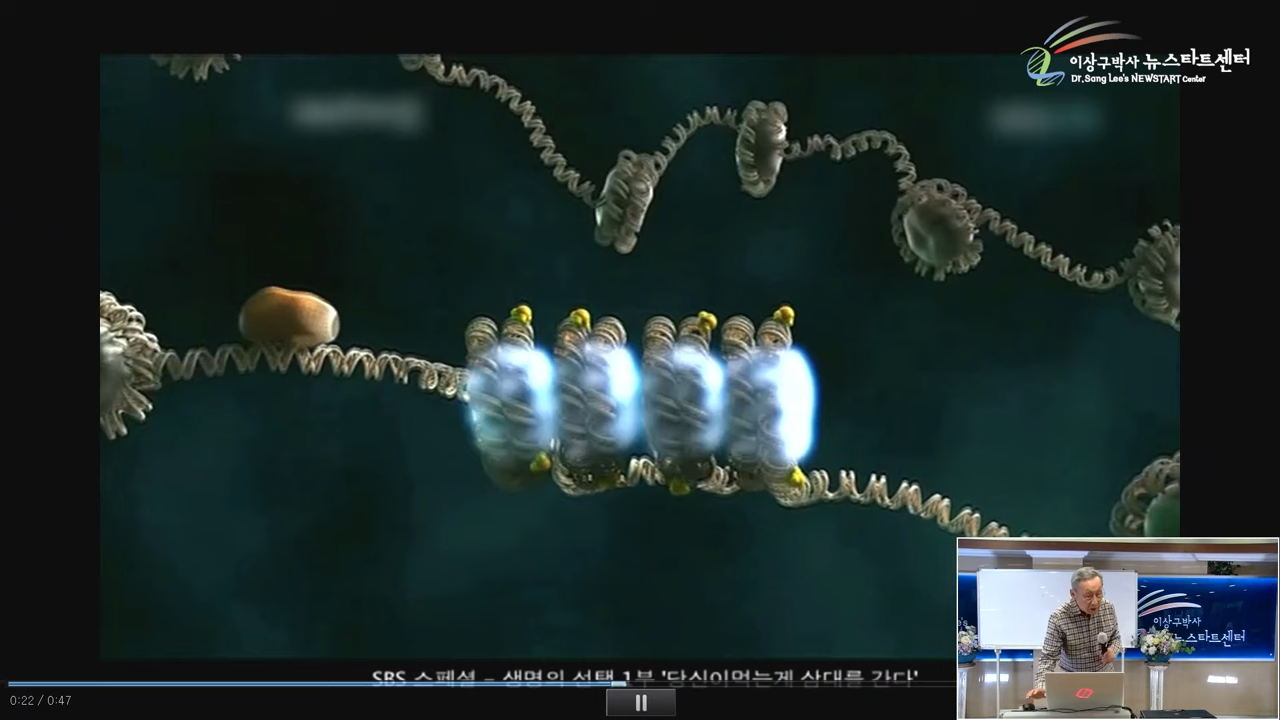 이상구박사 뉴스타트센터
Dr. Sang Lee's NEWSTART Center
SBS 스페셜 - 생명의 선택 1부 '당신이먹는게 삼대를 간다'
0:22 / 0:47
이상구박사
뉴스타트센터